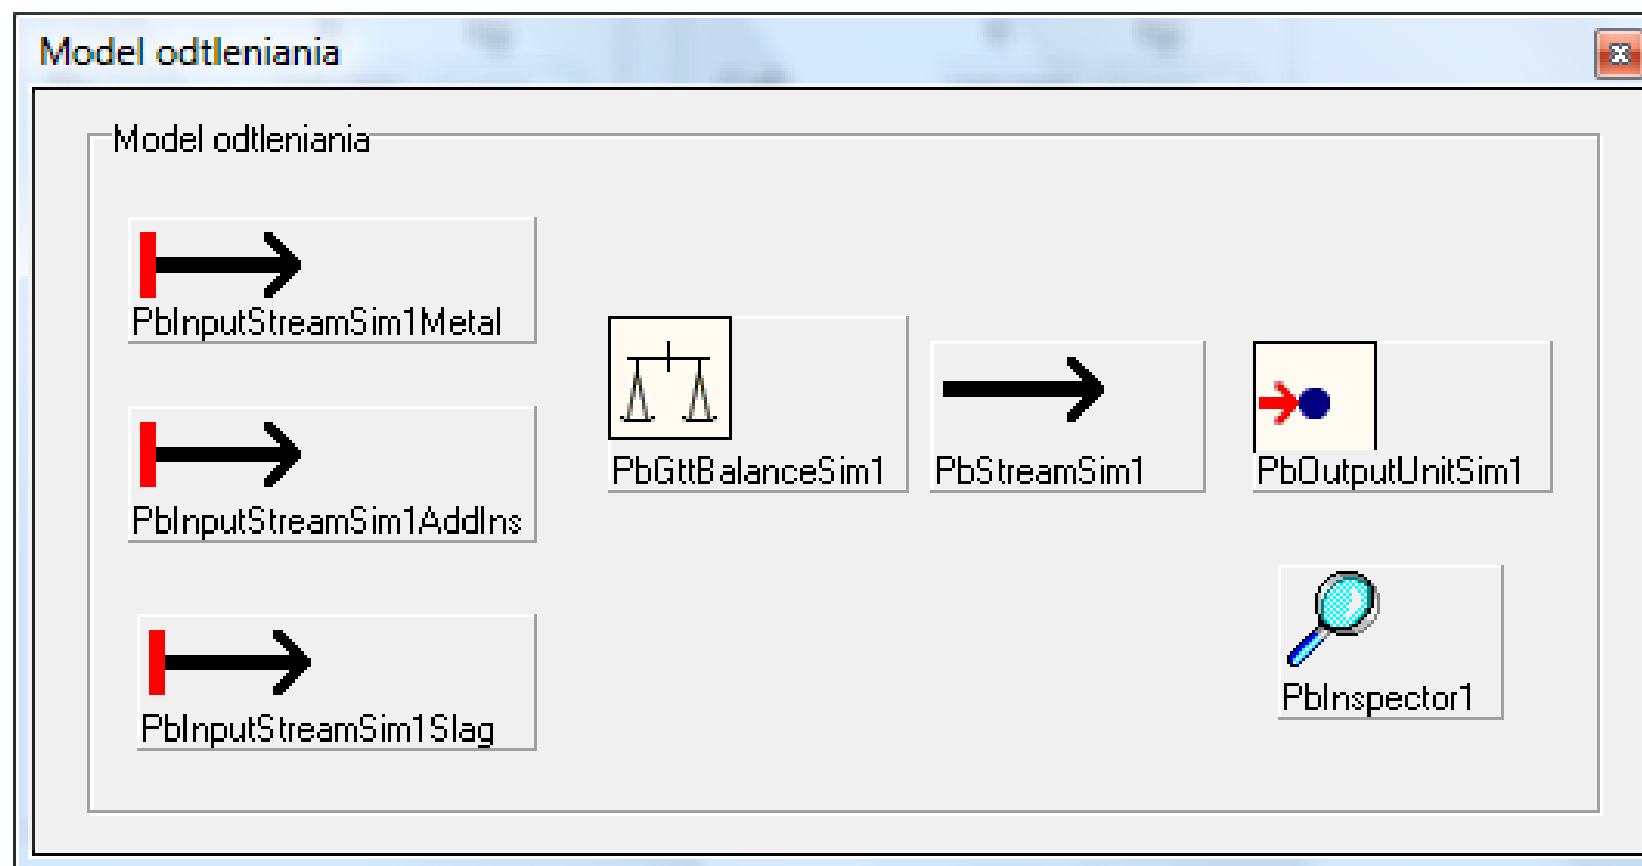 Model odtleniania
Model odtleniania
PbInputStreamSim1Metal
PbGttBalanceSim1
PbStreamSim1
PbOutputUnitSim1
PbInputStreamSim1AddIns
PbInspector1
PbInputStreamSim1Slag